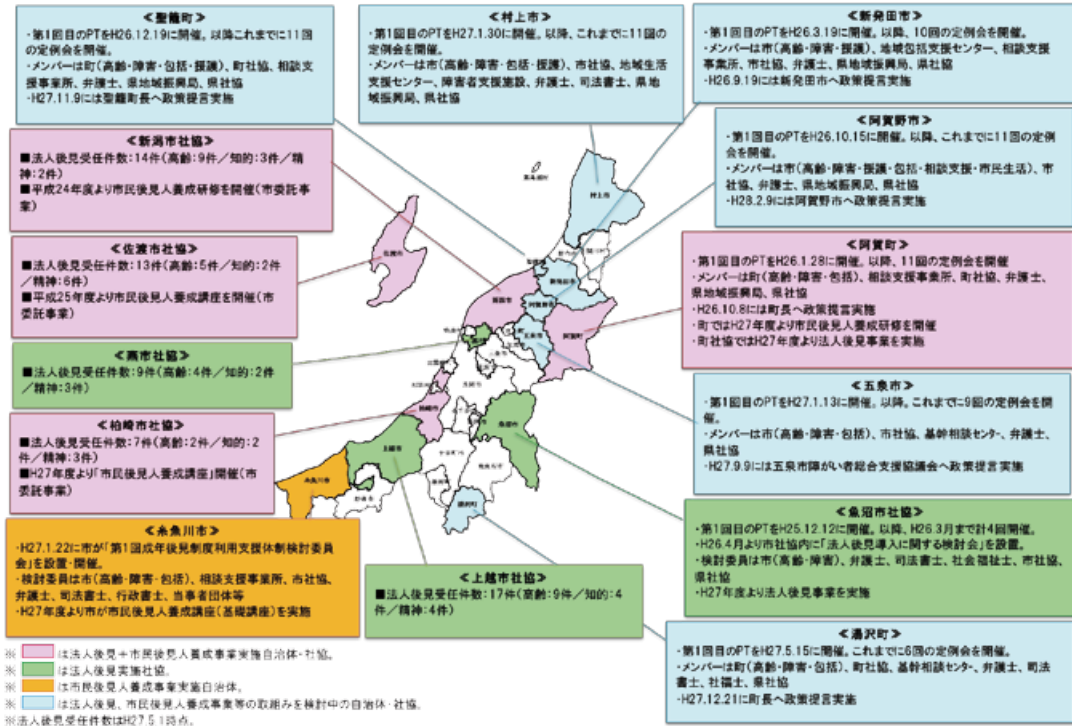 ≪聖籠町≫
・第1回目のPTをH26.12.19に開催。以降これまでに11回
の定例会を開催。
・メンバーは町(高齢・障害・包括・援護)、町社協、相談支
援事業所、弁護士、県地域振興局、県社協
・H27.11.9には聖籠町長へ政策提言実施
≪村上市≫
・第1回目のPTをH27.1.30に開催。以降、これまでに11回の
定例会を開催。
・メンバーは市(高齢・障害・包括・援護)、市社協、地域生活
支援センター、障害者支援施設、弁護士、司法書士、県地
域振興局、県社協
≪新発田市≫
・第1回目のPTをH26.3.19に開催。以降、10回の定例会を開催。
・メンバーは市(高齢・障害・援護)、地域包括支援センター、相談支援
事業所、市社協、弁護士、県地域振興局、県社協
・H26.9.19には新発田市へ政策提言実施
≪新潟市社協≫
■法人後見受任件数：14件(高齢：9件／知的：3件／精
神：2件)
■平成24年度より市民後見人養成研修を開催(市委託事
業)
≪阿賀野市≫
・第1回目のPTをH26.10.15に開催。以降、これまでに11回の定例
会を開催。
・メンバーは市(高齢・障害・援護・包括・相談支援・市民生活)、市
社協、弁護士、県地域振興局、県社協
・H28.2.9には阿賀野市へ政策提言実施
≪佐渡市社協≫
■法人後見受任件数：13件(高齢：5件／知的：2件
／精神：6件)
■平成25年度より市民後見人養成講座を開催(市
委託事業)
≪阿賀町≫
・第1回目のPTをH26.1.28に開催。以降、11回の定例会を開催
・メンバーは町(高齢・障害・包括)、相談支援事業所、町社協、弁護士、
県地域振興局、県社協
・H26.10.8には町長へ政策提言実施
・町ではH27年度より市民後見人養成研修を開催
・町社協ではH27年度より法人後見事業を実施
≪燕市社協≫
■法人後見受任件数：9件(高齢：4件／知的：2件
／精神：3件)
≪五泉市≫
・第1回目のPTをH27.1.13に開催。以降、これまでに9回の定例会を開
催。
・メンバーは市(高齢・障害・包括)、市社協、基幹相談センター、弁護士、
県社協
・H27.9.9には五泉市障がい者総合支援協議会へ政策提言実施
≪柏崎市社協≫
■法人後見受任件数：7件(高齢：2件／知的：2
件／精神：3件)
■H27年度より「市民後見人養成講座」開催(市
委託事業)
≪魚沼市社協≫
・第1回目のPTをH25.12.12に開催。以降、H26.3月まで計4回開催。
・H26.4月より市社協内に「法人後見導入に関する検討会」を設置。
・検討委員は市(高齢・障害)、弁護士、司法書士、社会福祉士、市社協、
県社協
・H27年度より法人後見事業を実施
≪糸魚川市≫
・H27.1.22に市が「第1回成年後見制度利用支援体制検討委員
会」を設置・開催。
・検討委員は市(高齢・障害・包括)、相談支援事業所、市社協、
弁護士、司法書士、行政書士、当事者団体等
・H27年度より市が市民後見人養成講座(基礎講座)を実施
≪上越市社協≫
■法人後見受任件数：17件(高齢：9件／知的：4
件／精神：4件)
≪湯沢町≫
・第1回目のPTをH27.5.15に開催。これまでに6回の定例会を開催。
・メンバーは町(高齢・障害・包括)、町社協、基幹相談センター、弁護士、司法
書士、社福士、県社協
・H27.12.21に町長へ政策提言実施
村上市
佐渡市
新潟市
新発田市
阿賀野市
五泉市
阿賀町
柏崎市
上越市
魚沼市
糸魚川市
湯沢町
※ は法人後見＋市民後見人養成事業実施自治体・社協。
※ は法人後見実施社協。
※ は市民後見人養成事業実施自治体。
※ は法人後見、市民後見人養成事業等の取組みを検討中の自治体・社協。
※法人後見受任件数はH27.5.1時点。